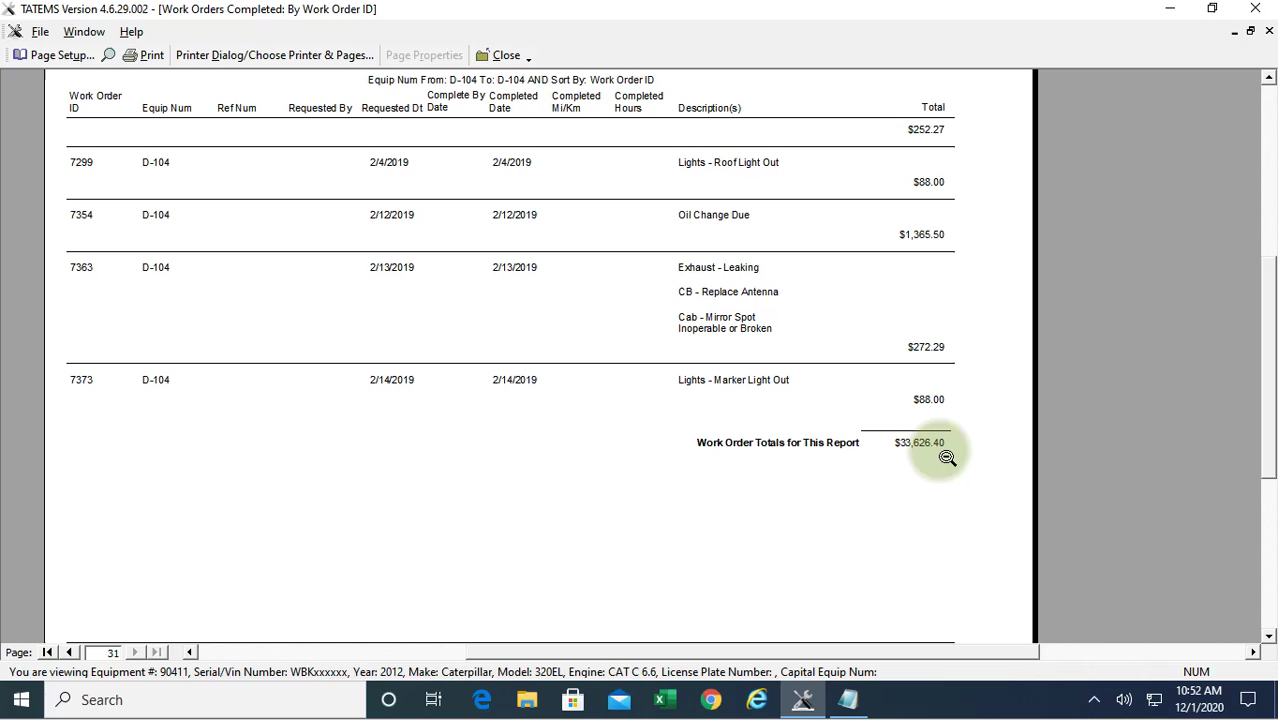 TATEMS Version 4.6.29.002 - [Work Orders Completed: By Work Order ID]
File Window Help
Page Setup... Print Printer Dialog/Choose Printer & Pages... Page Properties Close
Equip Num From: D-104 To: D-104 AND Sort By: Work Order ID
Work Order ID Equip Num Ref Num Requested By Requested Dt Complete By Date Completed Date Completed Mi/Km Completed Hours Description(s) Total
$252.27
7299 D-104 2/4/2019 2/4/2019 Lights - Roof Light Out
$88.00
7354 D-104 2/12/2019 2/12/2019 Oil Change Due
$1,365.50
7363 D-104 2/13/2019 2/13/2019 Exhaust - Leaking
CB - Replace Antenna
Cab - Mirror Spot
Inoperable or Broken
$272.29
7373 D-104 2/14/2019 2/14/2019 Lights - Marker Light Out
$88.00
Work Order Totals for This Report $33,626.40
Page: 31
You are viewing Equipment #: 90411, Serial/Vin Number: WBKxxxxxx, Year: 2012, Make: Caterpillar, Model: 320EL, Engine: CAT C 6.6, License Plate Number: , Capital Equip Num: NUM
Search 10:52 AM
12/1/2020